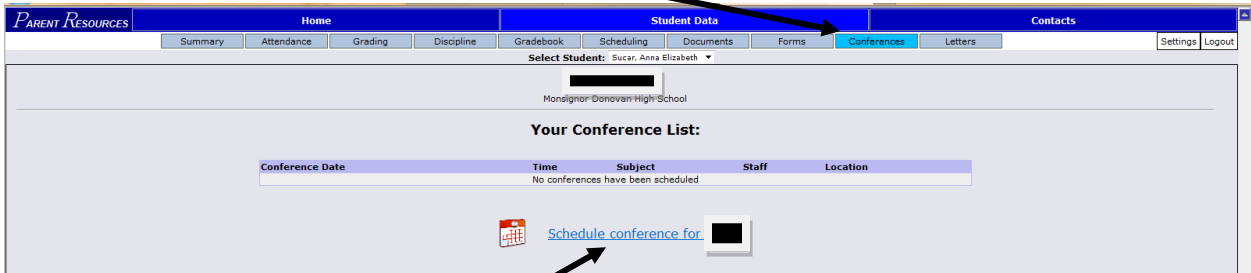 PARENT RESOURCES Home Student Data Contacts
Summary Attendance Grading Discipline Gradebook Scheduling Documents Forms Conferences Letters Settings Logout
Select Student: Sucar, Anna Elizabeth
Monsignor Donovan High School
Your Conference List:
Conference Date Time Subject Staff Location
No conferences have been scheduled
Schedule conference for